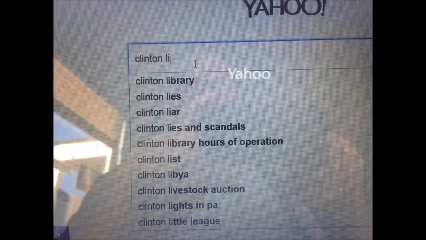 YAHOO!
clinton li
Yahoo
clinton library
clinton lies
clinton liar
clinton lies and scandals
clinton library hours of operation
clinton list
clinton libya
clinton livestock auction
clinton lights in pa
clinton little league